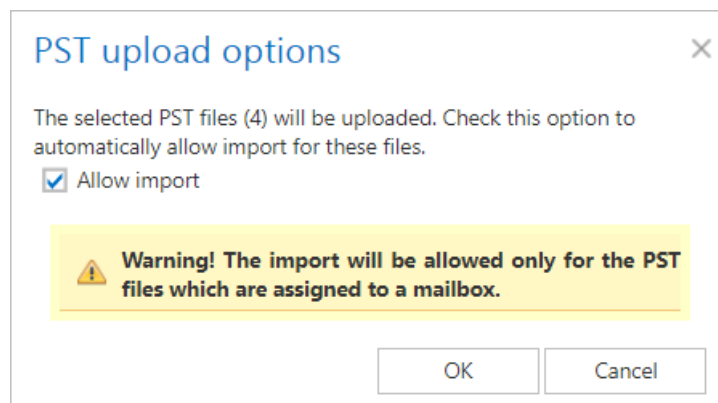 PST upload options
The selected PST files (4) will be uploaded. Check this option to
automatically allow import for these files.
Allow import
Warning! The import will be allowed only for the PST
files which are assigned to a mailbox.
OK
Cancel